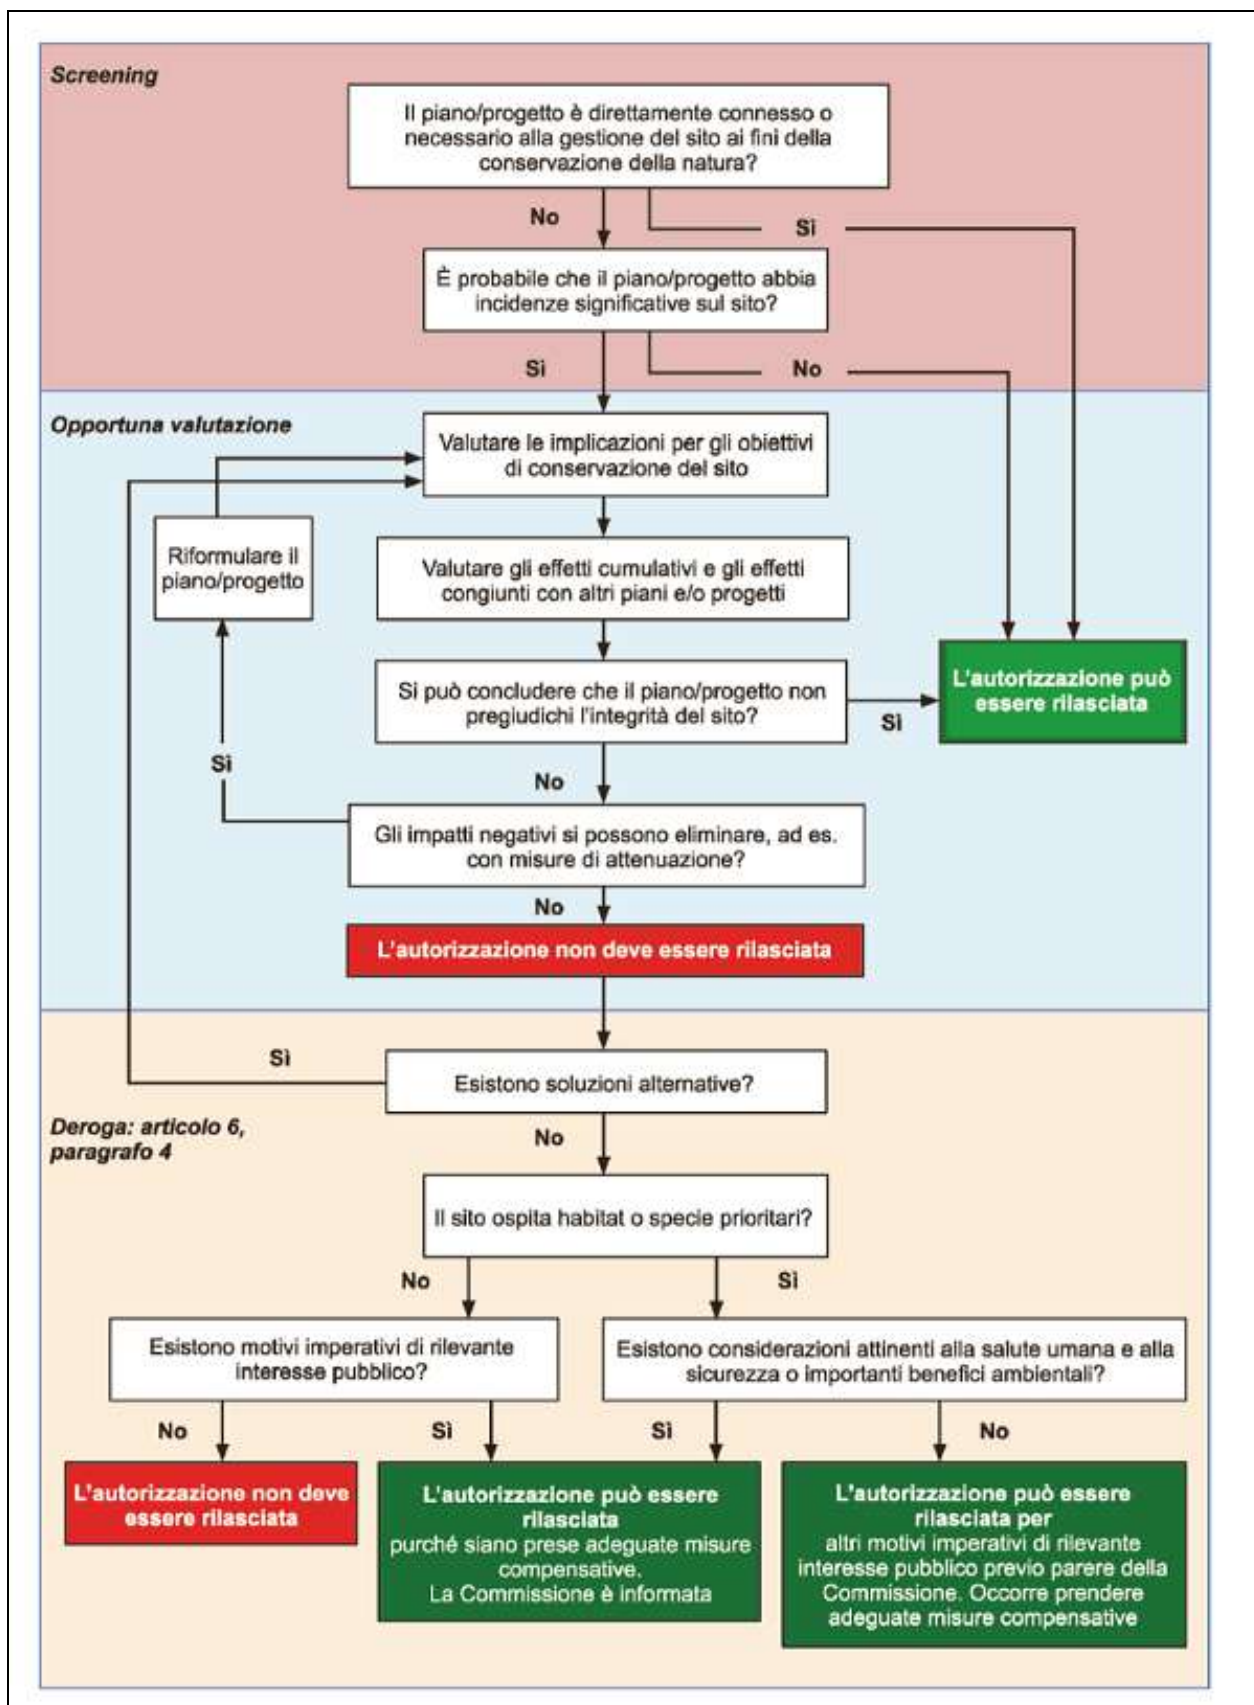 Screening
Il piano/progetto è direttamente connesso o
necessario alla gestione del sito ai fini della
conservazione della natura?
No
Sì
È probabile che il piano/progetto abbia
incidenze significative sul sito?
Sì
No
Opportuna valutazione
Valutare le implicazioni per gli obiettivi
di conservazione del sito
Riformulare il
piano/progetto
Valutare gli effetti cumulativi e gli effetti
congiunti con altri piani e/o progetti
Si può concludere che il piano/progetto non
pregiudichi l'integrità del sito?
Sì
L'autorizzazione può
essere rilasciata
Sì
No
Gli impatti negativi si possono eliminare, ad es.
con misure di attenuazione?
No
L'autorizzazione non deve essere rilasciata
Sì
Esistono soluzioni alternative?
Deroga: articolo 6,
paragrafo 4
No
Il sito ospita habitat o specie prioritari?
No
Sì
Esistono motivi imperativi di rilevante
interesse pubblico?
Esistono considerazioni attinenti alla salute umana e alla
sicurezza o importanti benefici ambientali?
No
Sì
Sì
No
L'autorizzazione non deve
essere rilasciata
L'autorizzazione può essere
rilasciata
purché siano prese adeguate misure
compensative.
La Commissione è informata
L'autorizzazione può essere
rilasciata per
altri motivi imperativi di rilevante
interesse pubblico previo parere della
Commissione. Occorre prendere
adeguate misure compensative